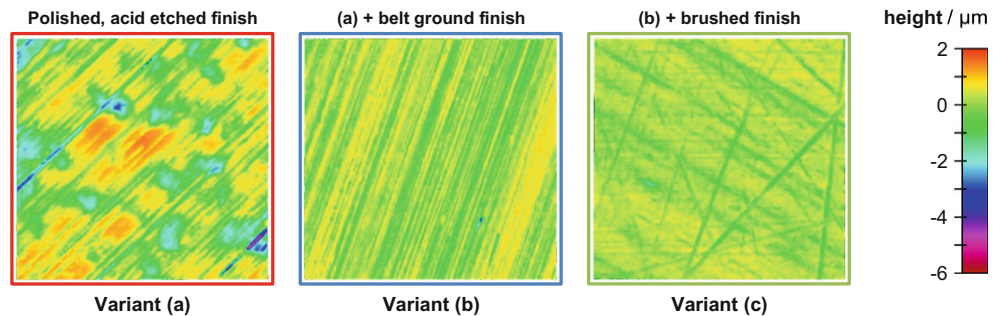 Polished, acid etched finish
(a) + belt ground finish
(b) + brushed finish
height / µm
2
0
-2
-4
-6
Variant (a)
Variant (b)
Variant (c)